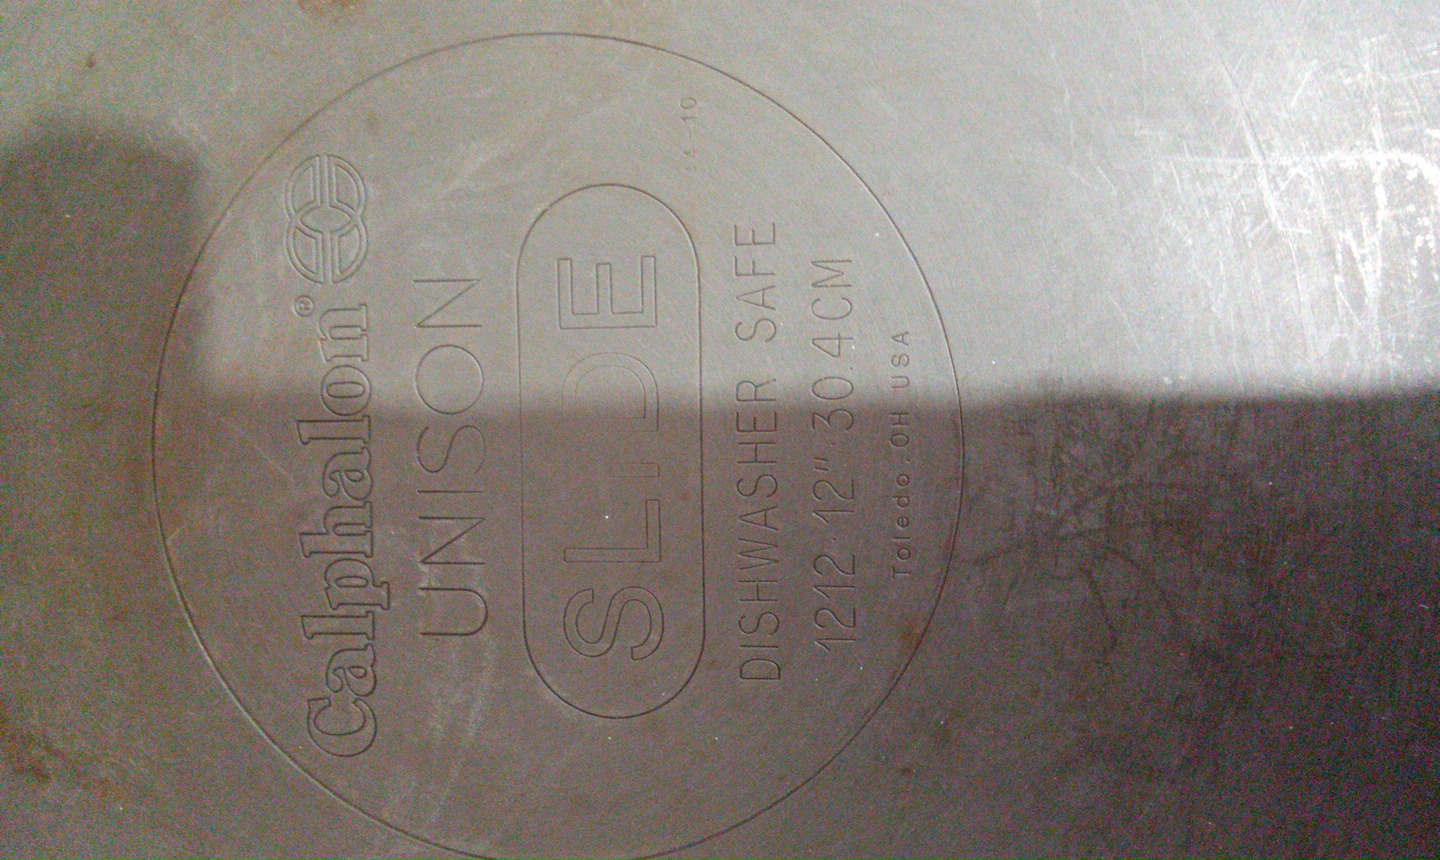 Calphalon®
UNISON
SLIDE
DISHWASHER SAFE
1212·12"·30.4CM
Toledo, OH USA